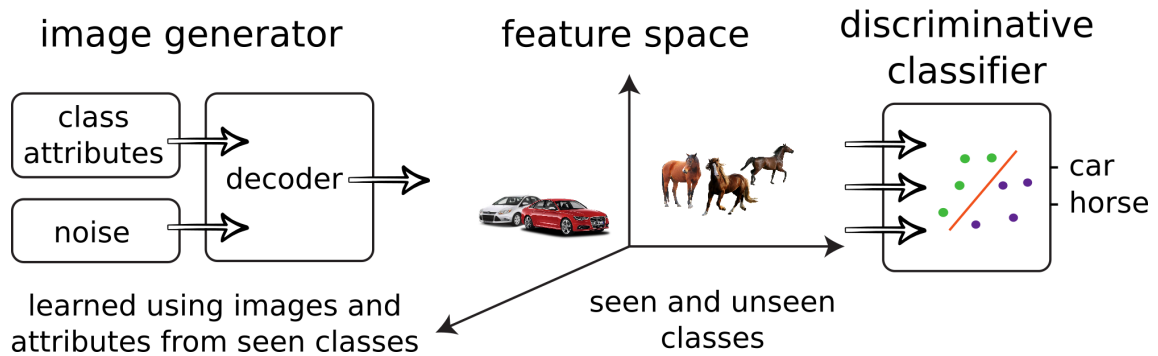 image generator
class
attributes
noise
decoder
learned using images and
attributes from seen classes
feature space
seen and unseen
classes
discriminative
classifier
car
horse